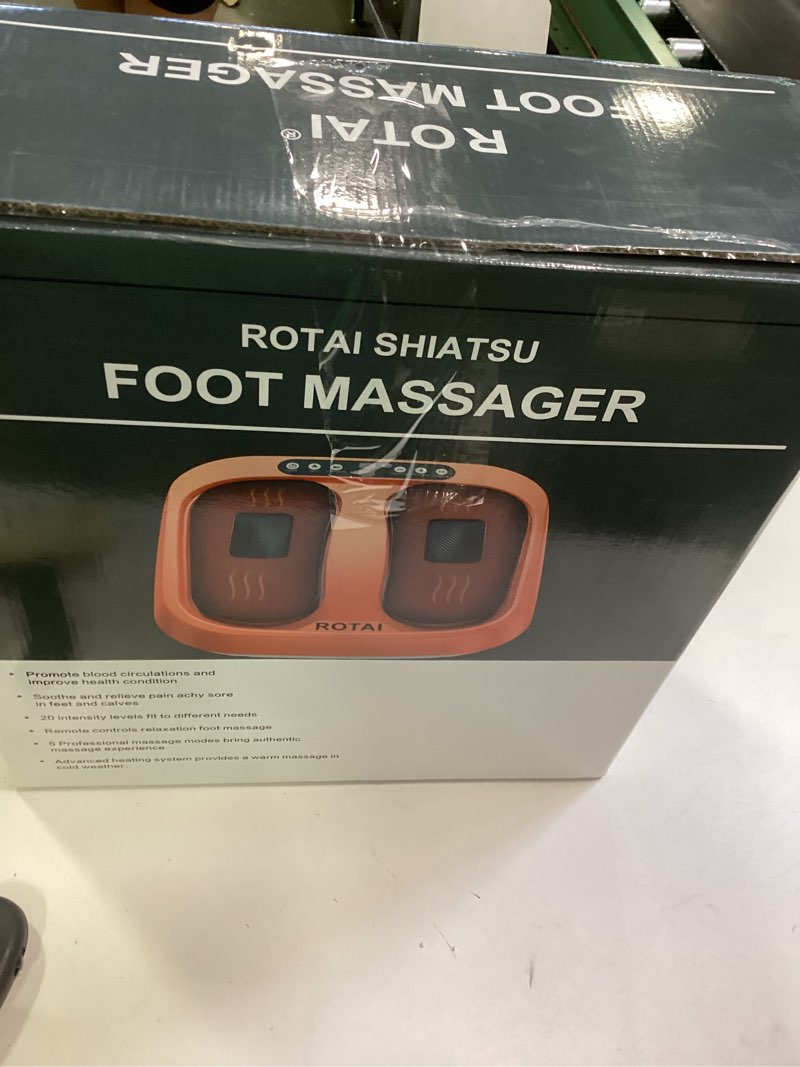 FOOT MASSAGER
ROTAI®
ROTAI SHIATSU
FOOT MASSAGER
ROTAI
• Promote blood circulations and
improve health condition
• Soothe and relieve pain achy sore
in feet and calves
• 20 intensity levels fit to different needs
• Remote controls relaxation foot massage
• 5 Professional massage modes bring authentic
massage experience
• Advanced heating system provides a warm massage in
cold weather.